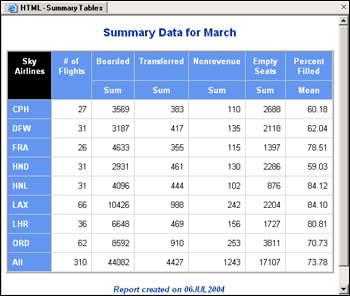 HTML - Summary Tables
Summary Data for March
Sky Airlines # of Flights Boarded Transferred Nonrevenue Empty Seats Percent Filled
Sum Sum Sum Sum Mean
CPH 27 3569 383 110 2688 60.18
DFW 31 3187 417 135 2118 62.04
FRA 26 4633 355 115 1397 78.51
HND 31 2931 461 130 2286 59.03
HNL 31 4096 444 102 876 84.12
LAX 66 10426 988 242 2204 84.10
LHR 36 6648 469 156 1727 80.81
ORD 62 8592 910 253 3811 70.73
All 310 44082 4427 1243 17107 73.78
Report created on 06JUL2004